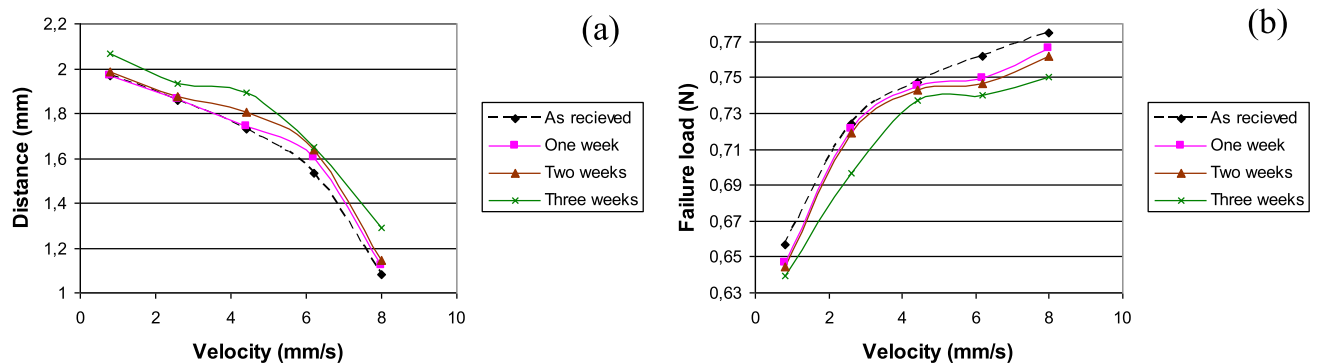 (a)
2,2
2
1,8
1,6
1,4
1,2
1
0 2 4 6 8 10
Distance (mm)
Velocity (mm/s)
As recieved
One week
Two weeks
Three weeks
(b)
0,77
0,75
0,73
0,71
0,69
0,67
0,65
0,63
0 2 4 6 8 10
Failure load (N)
Velocity (mm/s)
As recieved
One week
Two weeks
Three weeks